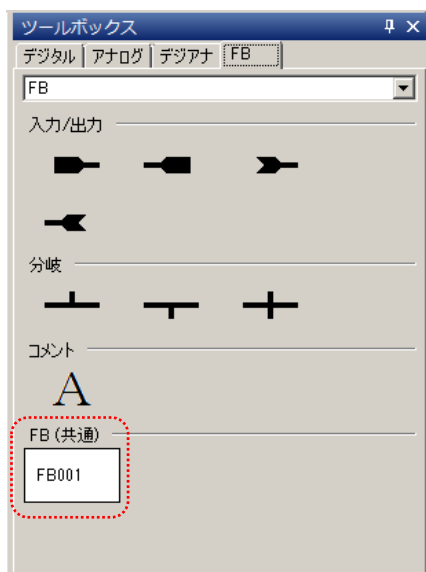 ツールボックス
デジタル アナログ デジアナ FB
FB
入力/出力
分岐
コメント
A
FB(共通)
FB001